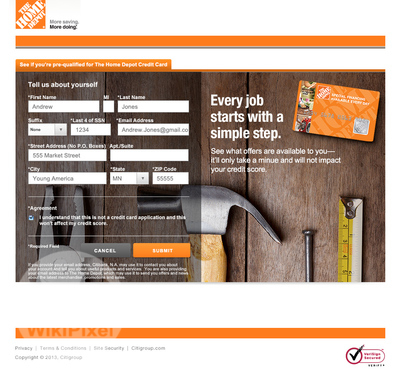 THE HOME DEPOT
More saving.
More doing.
See if you're pre-qualified for The Home Depot Credit Card
Tell us about yourself
*First Name MI *Last Name
Andrew Jones
Suffix *Last 4 of SSN *Email Address
None 1234 Andrew.Jones@gmail.co
*Street Address (No P.O. Boxes) Apt./Suite
555 Market Street
*City *State *ZIP Code
Young America MN 55555
*Agreement
I understand that this is not a credit card application and this
won't affect my credit score.
*Required Field
CANCEL SUBMIT
If you provide your email address, Citibank, N.A. may use it to contact you about
your account and tell you about useful products and services. You are also providing
your email address to The Home Depot, which may use it to send you offers and news
about the latest merchandise, promotions and sales.
Every job
starts with a
simple step.
See what offers are available to you—
it'll only take a minue and will not impact
your credit score.
WikiPixel
Privacy | Terms & Conditions | Site Security | Citigroup.com
Copyright © 2013, Citigroup
VeriSign
Secured
VERIFY